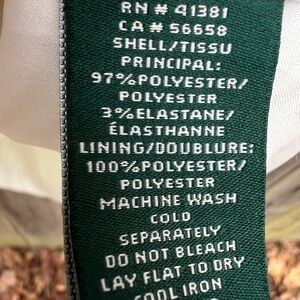 RN # 41381
CA # 56658
SHELL/TISSU
PRINCIPAL:
97%POLYESTER/
POLYESTER
3%ELASTANE/
ÉLASTHANNE
LINING/DOUBLURE:
100%POLYESTER/
POLYESTER
MACHINE WASH
COLD
SEPARATELY
DO NOT BLEACH
LAY FLAT TO DRY
COOL IRON